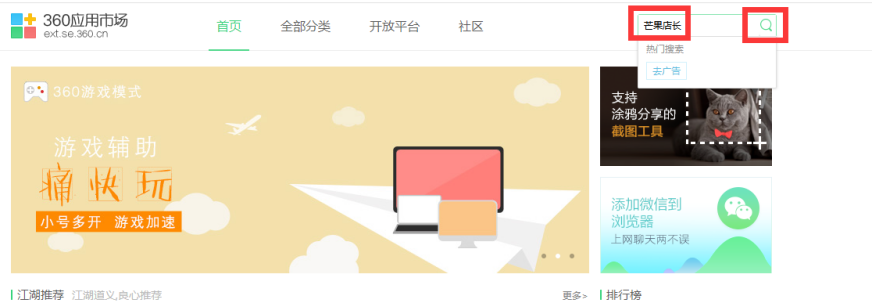 360应用市场
ext.se.360.cn
首页 全部分类 开放平台 社区
芒果店长
热门搜索
去广告
360游戏模式
游戏辅助
痛快玩
小号多开 游戏加速
支持
涂鸦分享的
截图工具
添加微信到
浏览器
上网聊天两不误
江湖推荐 江湖道义,良心推荐 更多>
排行榜